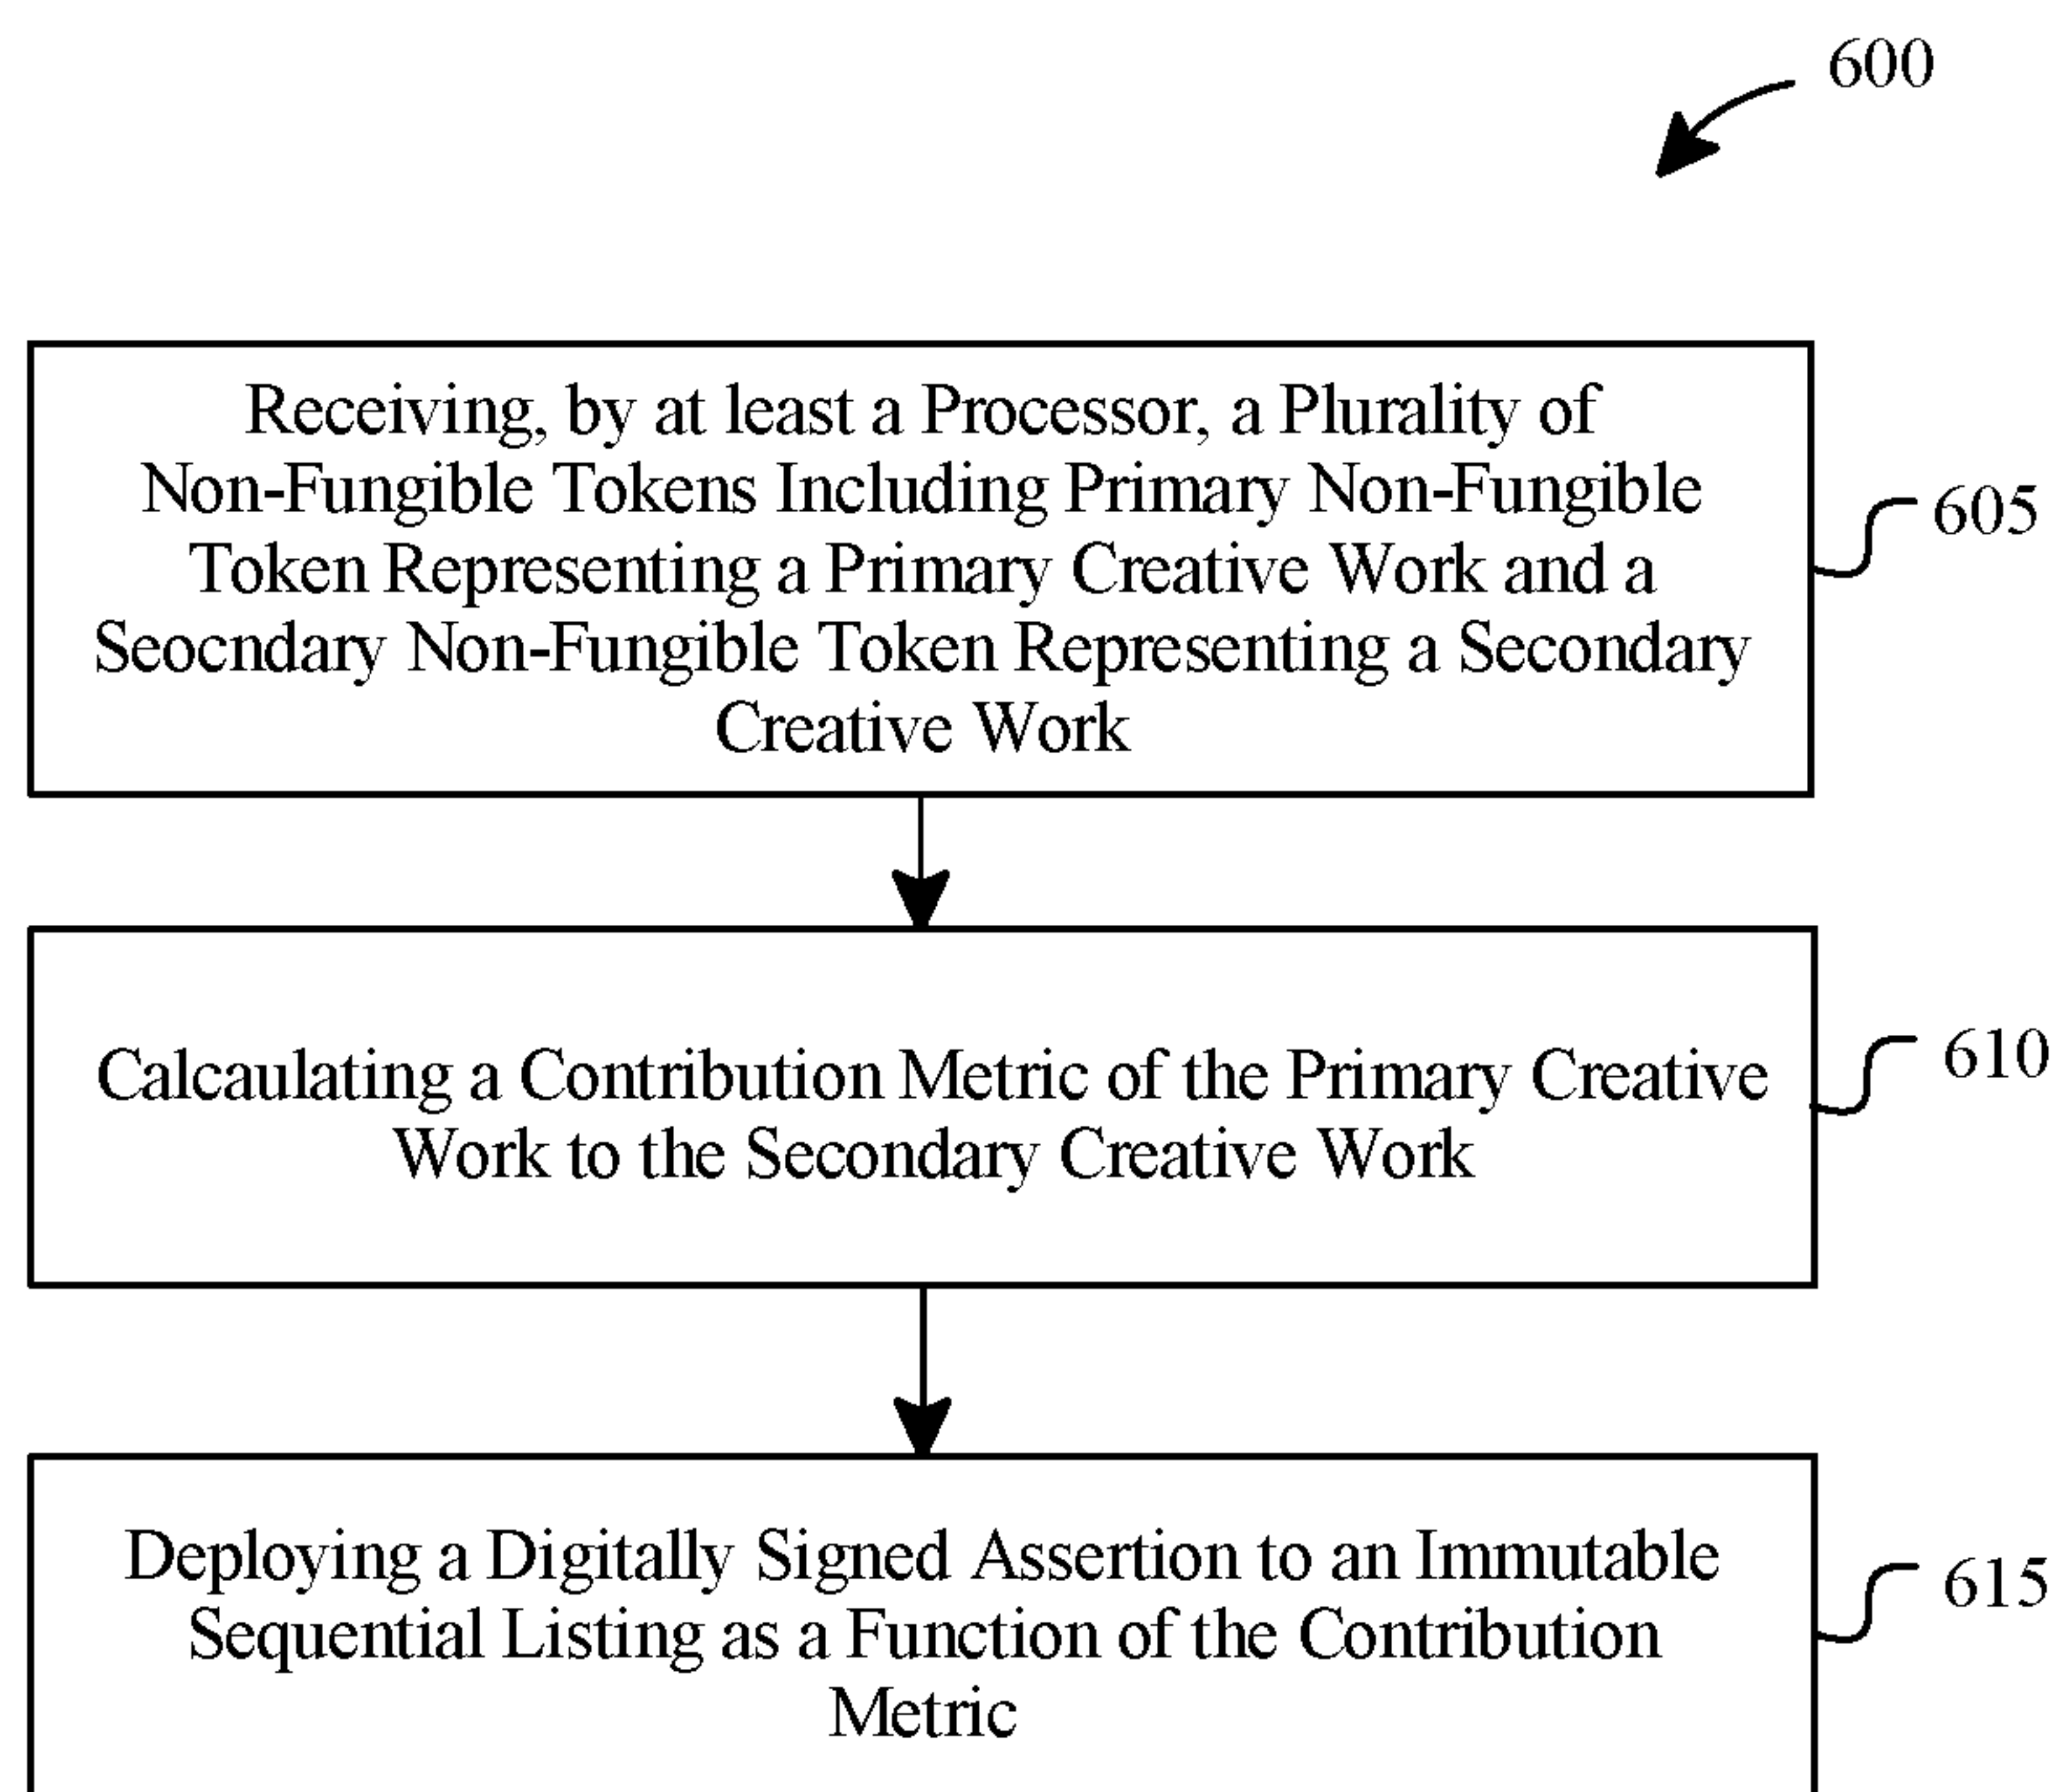 600
Receiving, by at least a Processor, a Plurality of
Non-Fungible Tokens Including Primary Non-Fungible
Token Representing a Primary Creative Work and a
Seocndary Non-Fungible Token Representing a Secondary
Creative Work
605
Calcaulating a Contribution Metric of the Primary Creative
Work to the Secondary Creative Work
610
Deploying a Digitally Signed Assertion to an Immutable
Sequential Listing as a Function of the Contribution
Metric
615